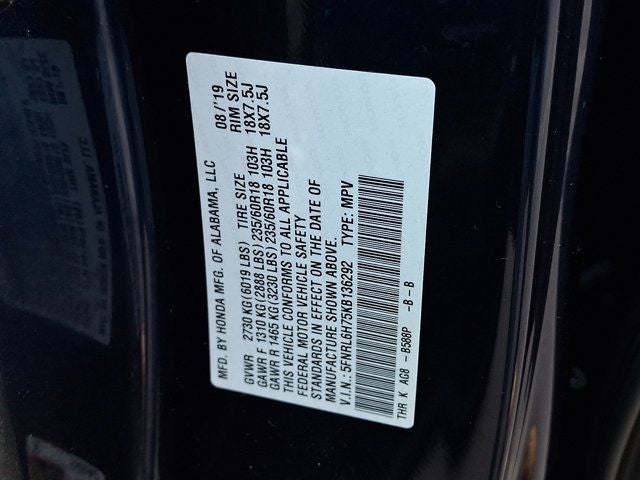 MFD. BY HONDA MFG. OF ALABAMA, LLC 08/'19
GVWR 2730 KG (6019 LBS) TIRE SIZE RIM SIZE
GAWR F 1310 KG (2888 LBS) 235/60R18 103H 18X7.5J
GAWR R 1465 KG (3230 LBS) 235/60R18 103H 18X7.5J
THIS VEHICLE CONFORMS TO ALL APPLICABLE
FEDERAL MOTOR VEHICLE SAFETY
STANDARDS IN EFFECT ON THE DATE OF
MANUFACTURE SHOWN ABOVE.
V.I.N.: 5FNRL6H75KB136292 TYPE: MPV
THR K AG8 - B588P -B-B